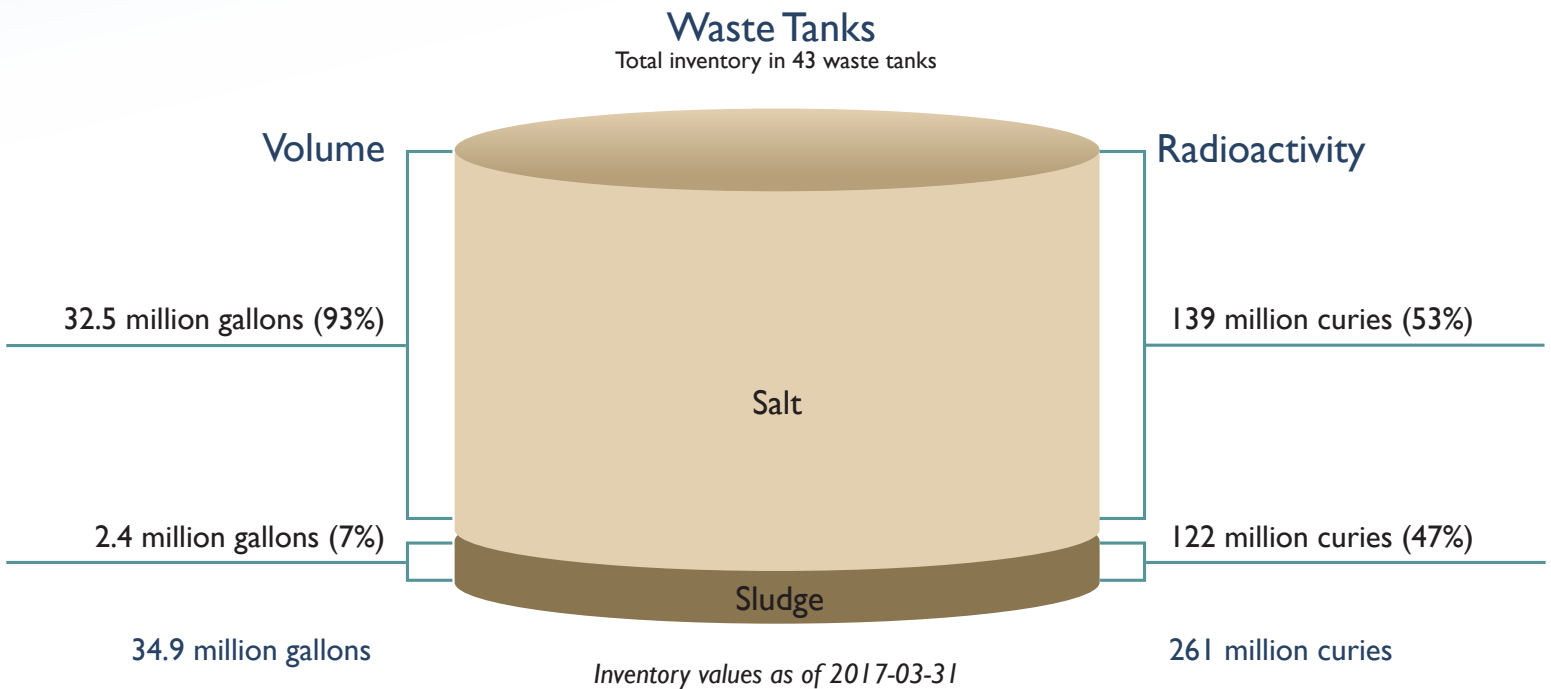 Waste Tanks
Total inventory in 43 waste tanks
Volume
Radioactivity
32.5 million gallons (93%)
139 million curies (53%)
Salt
2.4 million gallons (7%)
122 million curies (47%)
Sludge
34.9 million gallons
261 million curies
Inventory values as of 2017-03-31